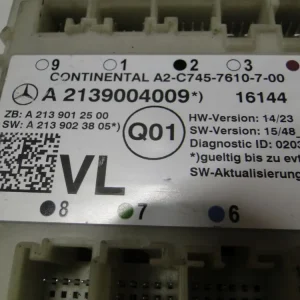 9 1 2 3
CONTINENTAL A2-C745-7610-7-00
A 2139004009*) 16144
ZB: A 213 901 25 00
SW: A 213 902 38 05*)
Q01
HW-Version: 14/23
SW-Version: 15/48
Diagnostic ID: 0203
*)gueltig bis zu evt
SW-Aktualisierung
VL
8 7 6